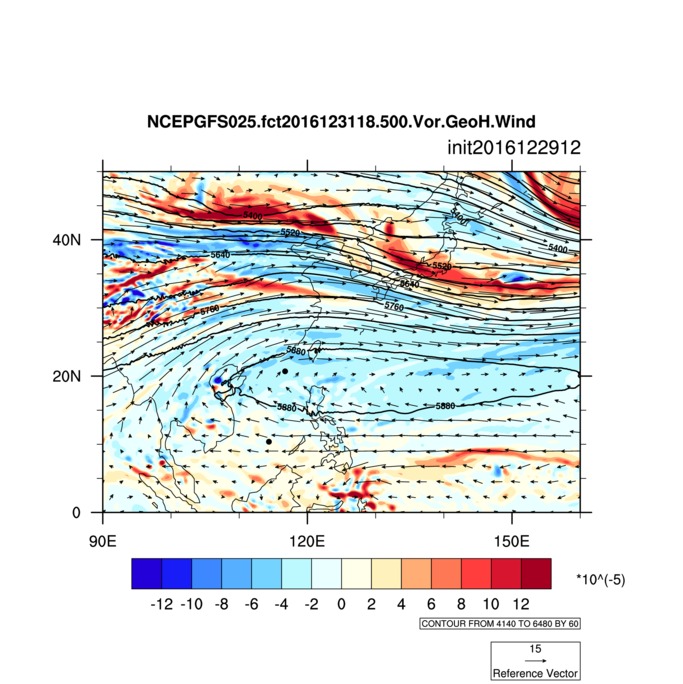 NCEPGFS025.fct2016123118.500.Vor.GeoH.Wind
init2016122912
5400
5400
5520
40N
5400
5640
5520
5640
5760
5760
5880
20N
5880
5880
0
90E 120E 150E
-12 -10 -8 -6 -4 -2 0 2 4 6 8 10 12
*10^(-5)
CONTOUR FROM 4140 TO 6480 BY 60
15
Reference Vector